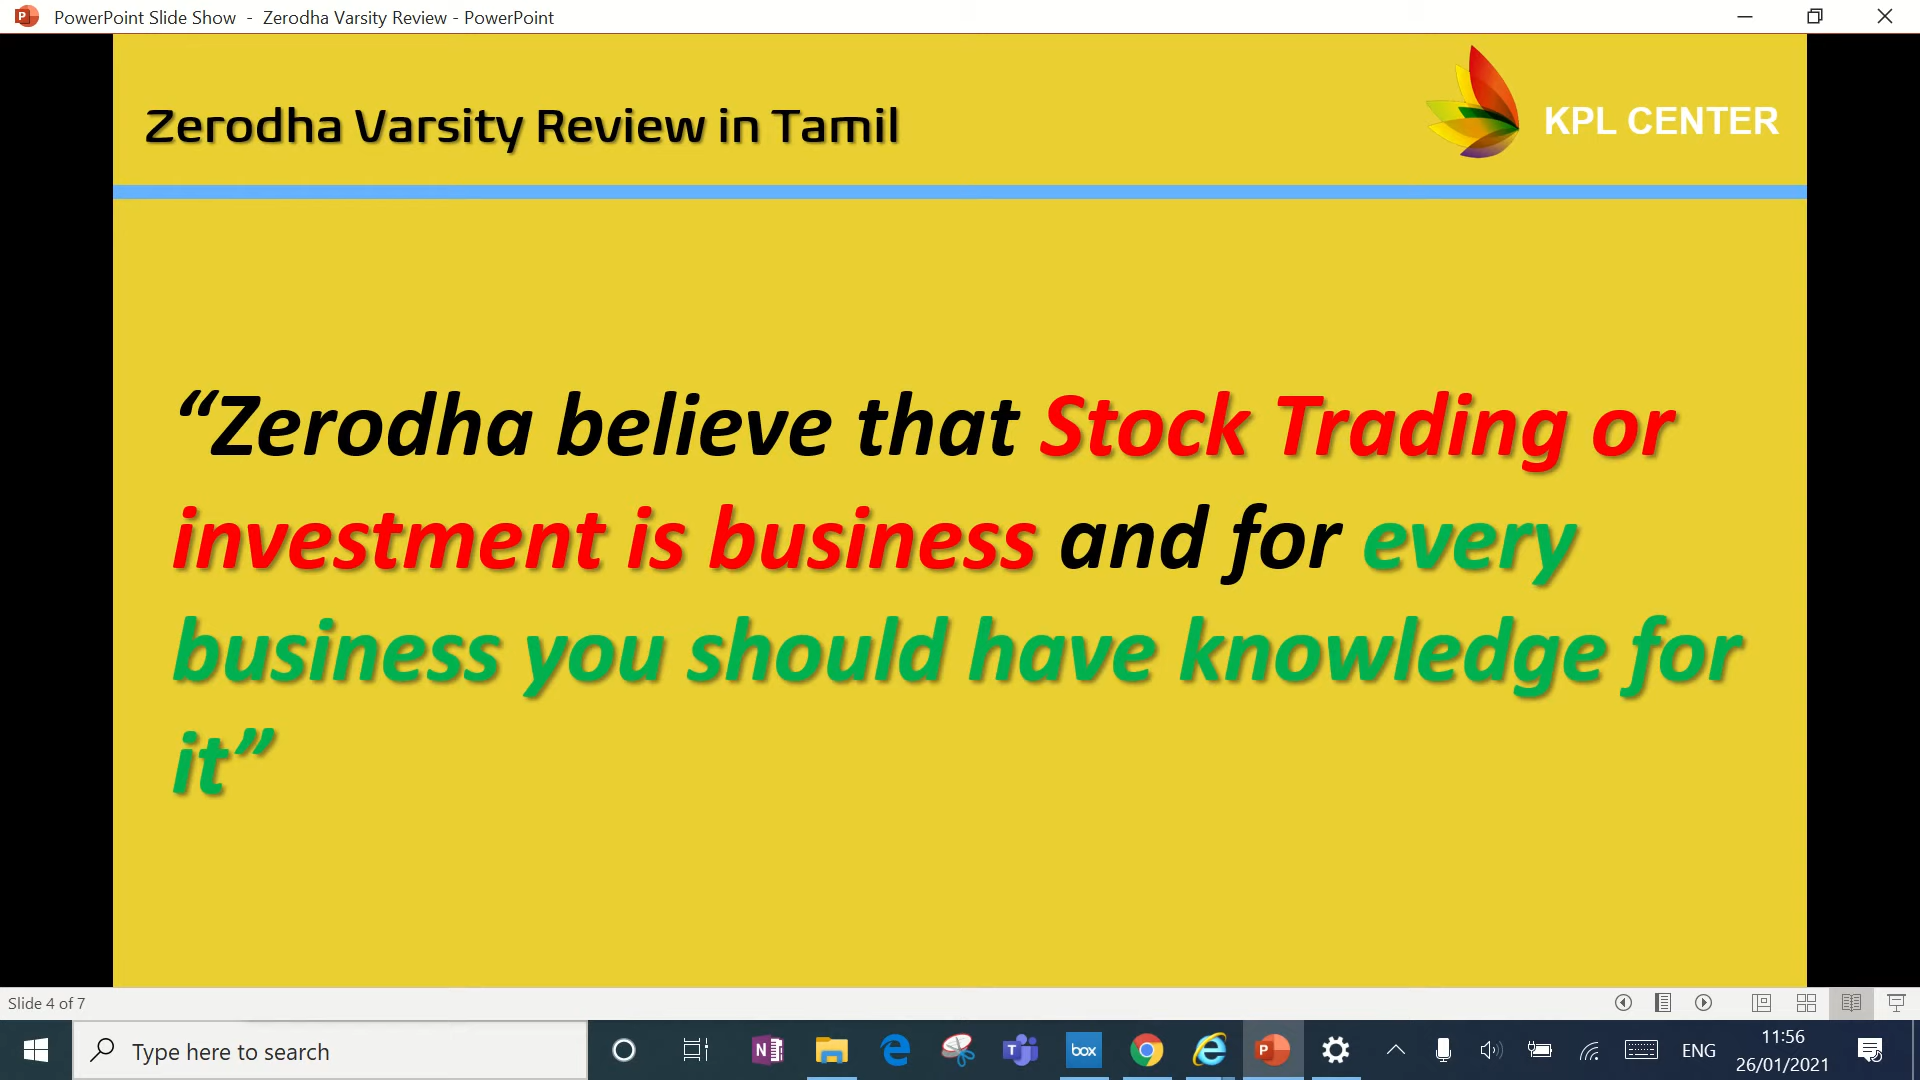 PowerPoint Slide Show - Zerodha Varsity Review - PowerPoint
Zerodha Varsity Review in Tamil
KPL CENTER
“Zerodha believe that Stock Trading or
investment is business and for every
business you should have knowledge for
it”
Slide 4 of 7
Type here to search
N
T
box
P
ENG
11:56
26/01/2021